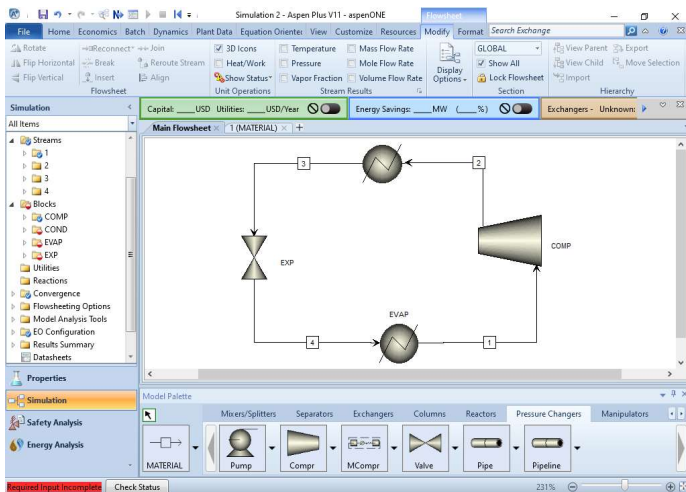 Simulation 2 - Aspen Plus V11 - aspenONE
Flowsheet
File Home Economics Batch Dynamics Plant Data Equation Oriented View Customize Resources Modify Format Search Exchange
Rotate Reconnect Join 3D Icons Temperature Mass Flow Rate GLOBAL View Parent Export
Flip Horizontal Break Reroute Stream Heat/Work Pressure Mole Flow Rate Show All View Child Move Selection
Flip Vertical Insert Align Show Status Vapor Fraction Volume Flow Rate Display Options Lock Flowsheet Import
Flowsheet Unit Operations Stream Results Section Hierarchy
Simulation < Capital: ____USD Utilities: ____USD/Year Energy Savings: ____MW (____%) Exchangers - Unknown:
All Items
Main Flowsheet × 1 (MATERIAL) × +
Streams
1
2
3
4
Blocks
COMP
COND
EVAP
EXP
Utilities
Reactions
Convergence
Flowsheeting Options
Model Analysis Tools
EO Configuration
Results Summary
Datasheets
3
2
COMP
EXP
EVAP
4
1
Properties
Simulation
Safety Analysis
Energy Analysis
Model Palette
Mixers/Splitters Separators Exchangers Columns Reactors Pressure Changers Manipulators
MATERIAL Pump Compr MCompr Valve Pipe Pipeline
Required Input Incomplete Check Status 231%